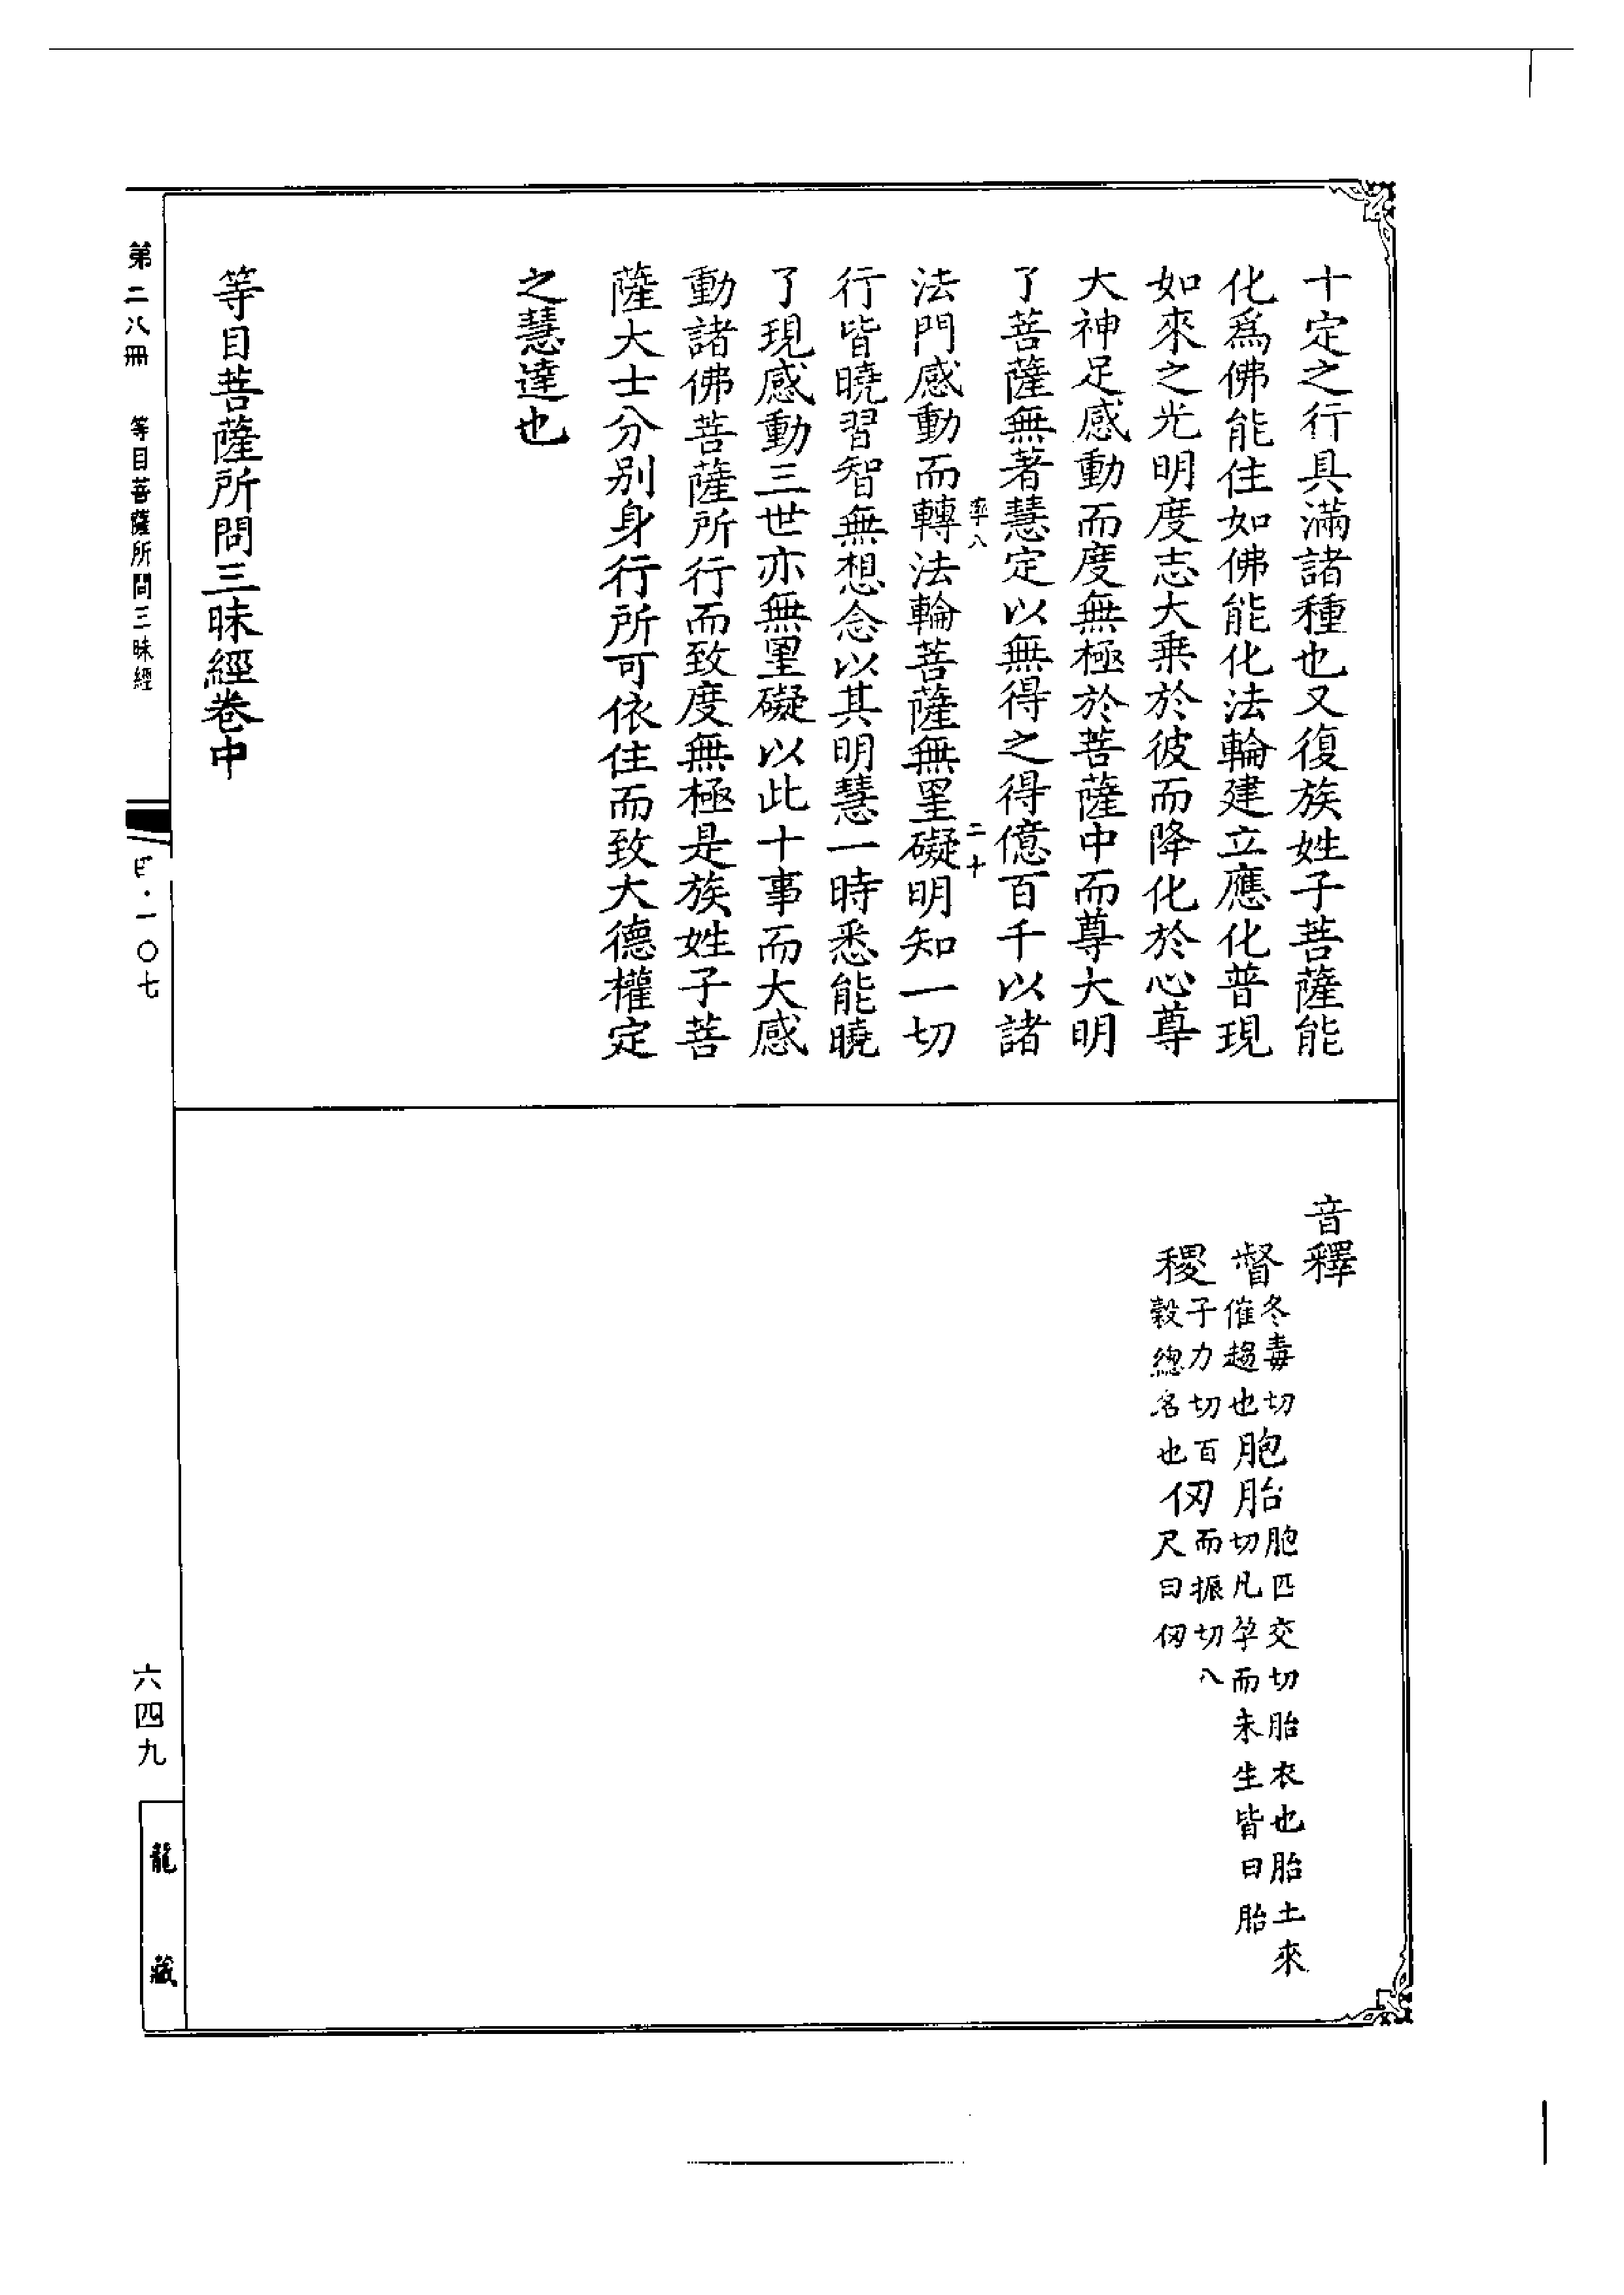 十定之行具滿諸種也又復族姓子菩薩能
化爲佛能住如佛能化法輪建立應化普現
如來之光明度志大乗於彼而降化於心尊
大神足感動而度無極於菩薩中而尊大明
了菩薩無著慧定以無得之得億百千以諸
率八
二十
法門感動而轉法輪菩薩無罣礙明知一切
行皆曉習智無想念以其明慧一時悉能曉
了現感動三世亦無罣礙以此十事而大感
動諸佛菩薩所行而致度無極是族姓子菩
薩大士分別身行所可依住而致大德權定
之慧達也
等目菩薩所問三昧經卷中
音釋
督冬毒切催趨也胞胎胞匹交切胎衣也胎土來切凡孕而未生皆曰胎
稷子力切百穀總名也仞而振切八尺曰仞
第二八冊 等目菩薩所問三昧經
一〇七
六四九
龍藏